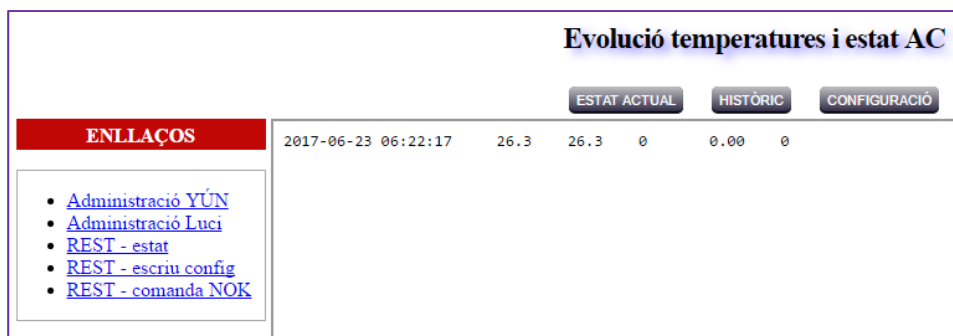 Evolució temperatures i estat AC
ESTAT ACTUAL HISTÒRIC CONFIGURACIÓ
ENLLAÇOS
2017-06-23 06:22:17 26.3 26.3 0 0.00 0
Administració YÚN
Administració Luci
REST - estat
REST - escriu config
REST - comanda NOK